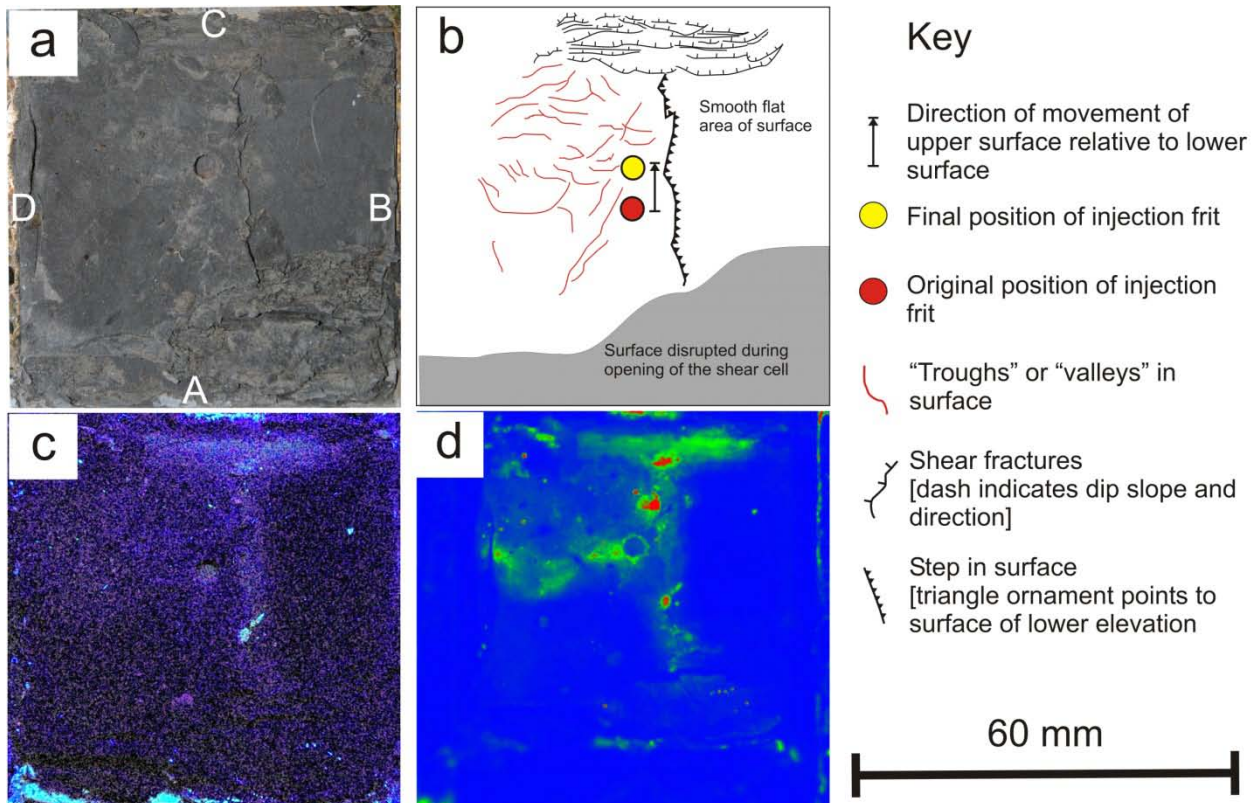 a
C
D
B
A
b
Smooth flat
area of surface
Surface disrupted during
opening of the shear cell
c
d
Key
Direction of movement of
upper surface relative to lower
surface
Final position of injection frit
Original position of injection
frit
“Troughs” or “valleys” in
surface
Shear fractures
[dash indicates dip slope and
direction]
Step in surface
[triangle ornament points to
surface of lower elevation
60 mm